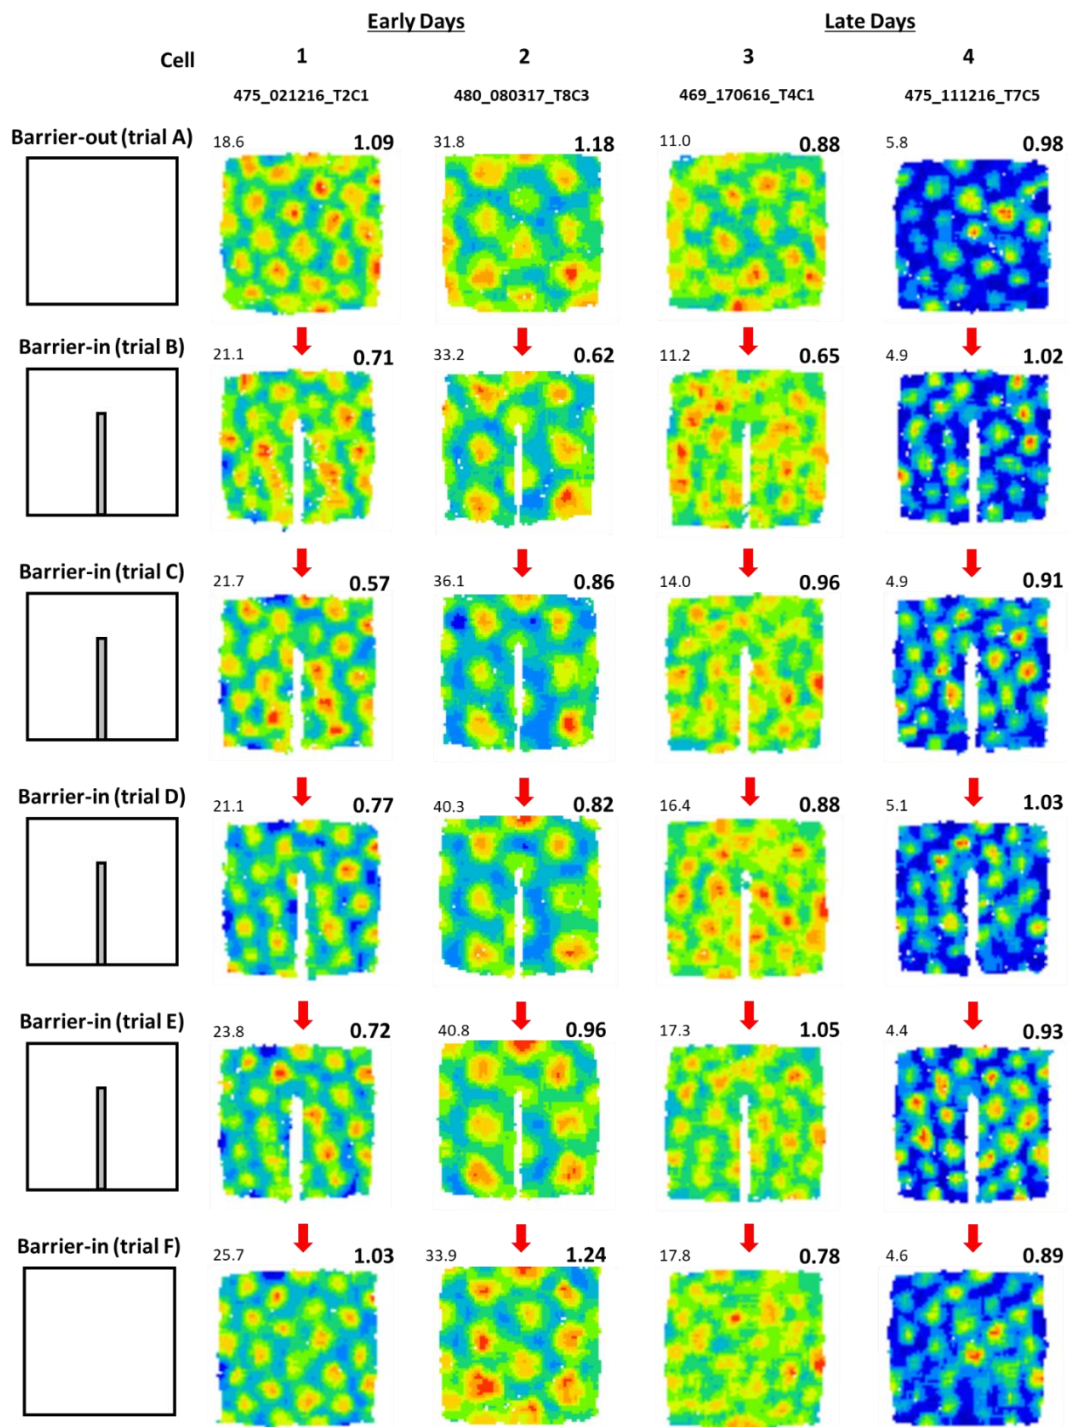 Early Days Late Days
Cell 1 2 3 4
475_021216_T2C1 480_080317_T8C3 469_170616_T4C1 475_111216_T7C5
Barrier-out (trial A) 18.6 1.09 31.8 1.18 11.0 0.88 5.8 0.98
Barrier-in (trial B) 21.1 0.71 33.2 0.62 11.2 0.65 4.9 1.02
Barrier-in (trial C) 21.7 0.57 36.1 0.86 14.0 0.96 4.9 0.91
Barrier-in (trial D) 21.1 0.77 40.3 0.82 16.4 0.88 5.1 1.03
Barrier-in (trial E) 23.8 0.72 40.8 0.96 17.3 1.05 4.4 0.93
Barrier-in (trial F) 25.7 1.03 33.9 1.24 17.8 0.78 4.6 0.89